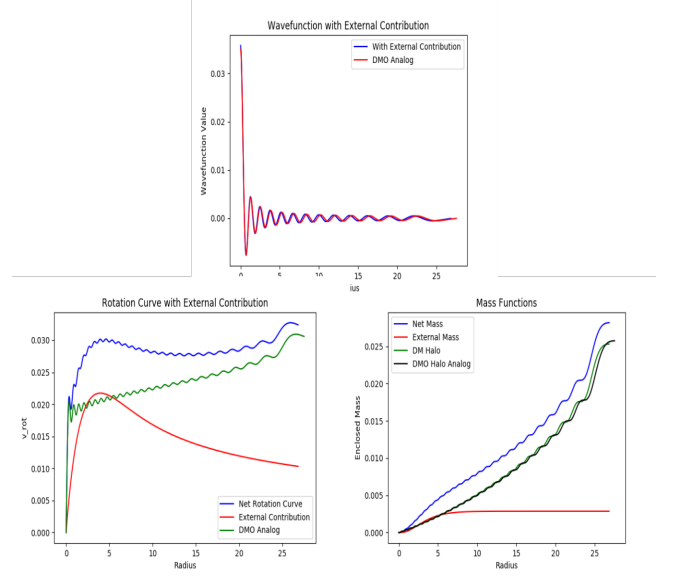 Wavefunction with External Contribution
With External Contribution
DMO Analog
Wavefunction Value
0.03
0.02
0.01
0.00
0
5
10
15
20
25
ius
Rotation Curve with External Contribution
v_rot
0.030
0.025
0.020
0.015
0.010
0.005
0.000
Net Rotation Curve
External Contribution
DMO Analog
0
5
10
15
20
25
Radius
Mass Functions
Net Mass
External Mass
DM Halo
DMO Halo Analog
Enclosed Mass
0.025
0.020
0.015
0.010
0.005
0.000
0
5
10
15
20
25
Radius